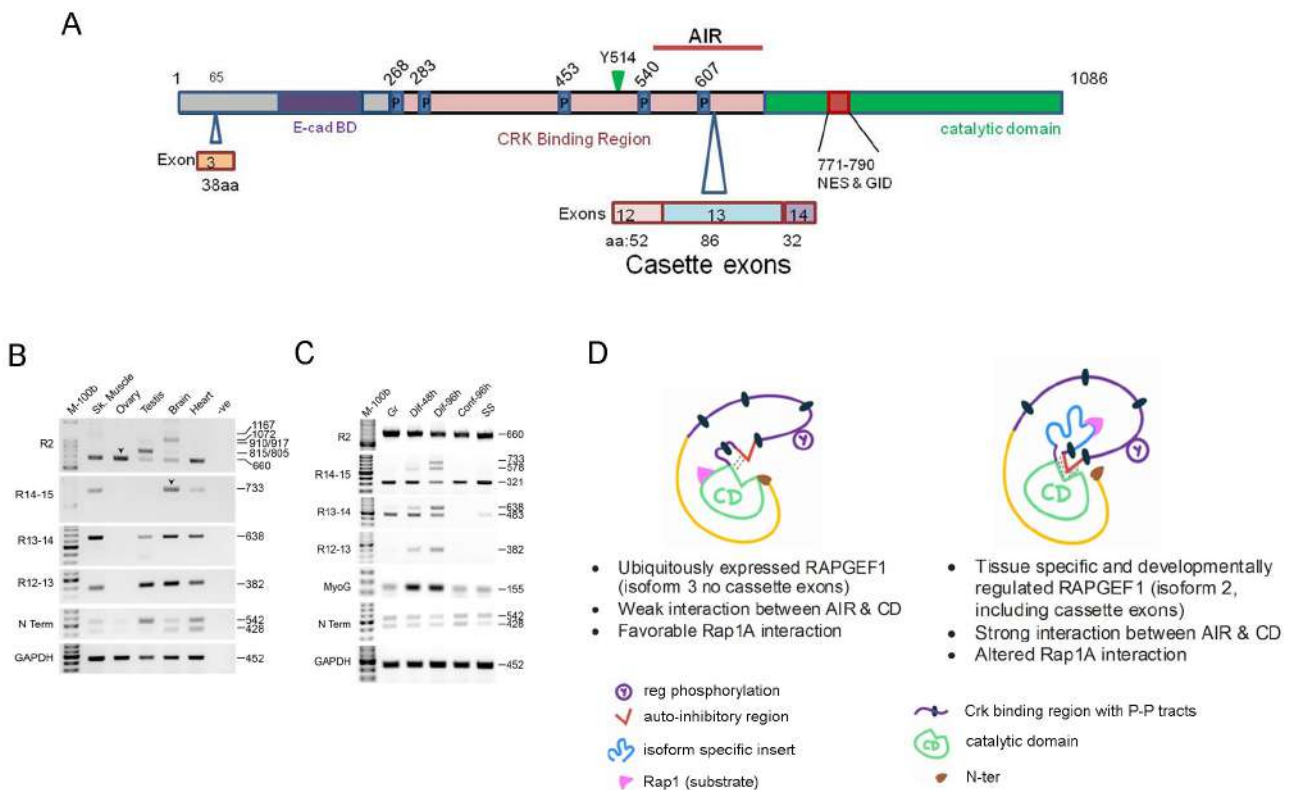 A
AIR
Y514
1
65
268
283
453
540
607
1086
P
P
P
P
P
E-cad BD
CRK Binding Region
catalytic domain
Exon
3
38aa
771-790
NES & GID
Exons
12
13
14
aa:52
86
32
Casette exons
B
M-100b
Sk. Muscle
Ovary
Testis
Brain
Heart
-ve
R2
1167
1072
910/917
815/805
660
R14-15
733
R13-14
638
R12-13
382
N Term
542
428
GAPDH
452
C
M-100b
Gr
Dif-48h
Dif-96h
Conf-96h
SS
R2
660
R14-15
733
578
321
R13-14
638
483
R12-13
382
MyoG
155
N Term
542
428
GAPDH
452
D
Y
CD
• Ubiquitously expressed RAPGEF1
(isoform 3 no cassette exons)
• Weak interaction between AIR & CD
• Favorable Rap1A interaction
Y
CD
• Tissue specific and developmentally
regulated RAPGEF1 (isoform 2,
including cassette exons)
• Strong interaction between AIR & CD
• Altered Rap1A interaction
Y reg phosphorylation
auto-inhibitory region
isoform specific insert
Rap1 (substrate)
Crk binding region with P-P tracts
CD catalytic domain
N-ter